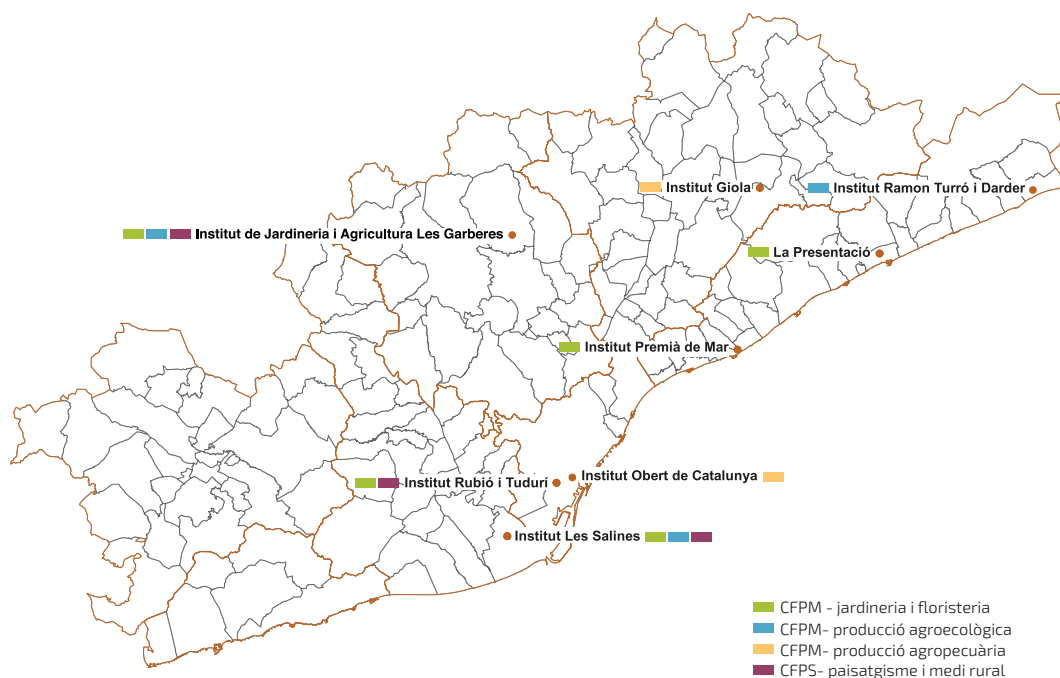 Institut Giola
Institut Ramon Turró i Darder
Institut de Jardineria i Agricultura Les Garberes
La Presentació
Institut Premià de Mar
Institut Obert de Catalunya
Institut Rubió i Tudurí
Institut Les Salines
CFPM - jardineria i floristeria
CFPM- producció agroecològica
CFPM- producció agropecuària
CFPS- paisatgisme i medi rural